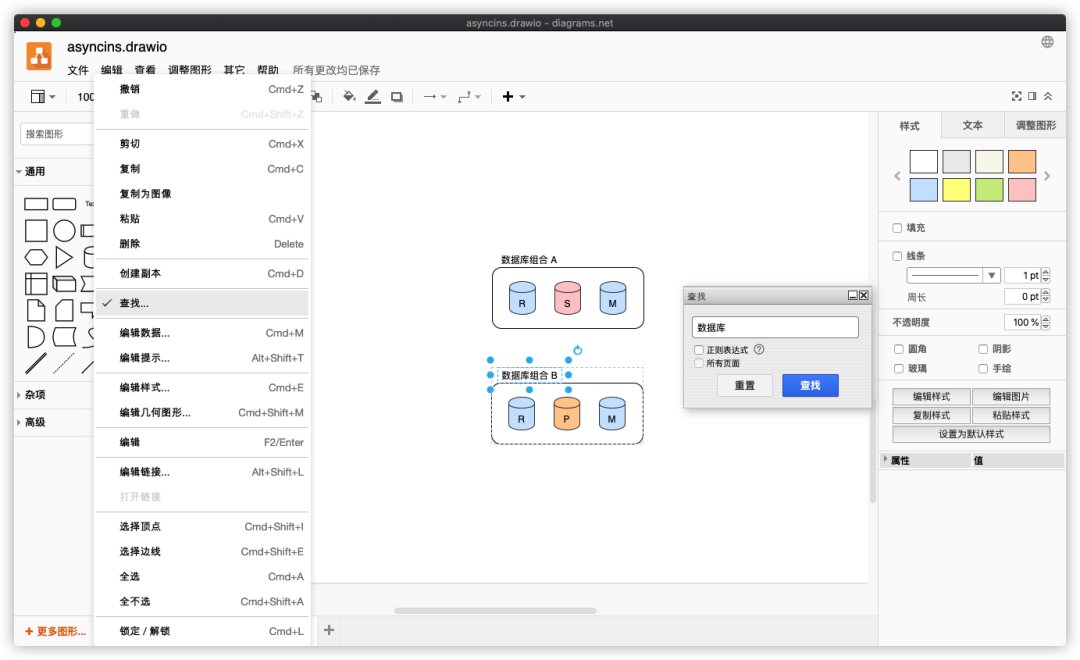 asyncins.drawio - diagrams.net
asyncins.drawio
文件 编辑 查看 调整图形 其它 帮助 所有更改均已保存
100
搜索图形
通用
Tex
杂项
高级
+ 更多图形...
撤销 Cmd+Z
重做 Cmd+Shift+Z
剪切 Cmd+X
复制 Cmd+C
复制为图像
粘贴 Cmd+V
删除 Delete
创建副本 Cmd+D
查找...
编辑数据... Cmd+M
编辑提示... Alt+Shift+T
编辑样式... Cmd+E
编辑几何图形... Cmd+Shift+M
编辑 F2/Enter
编辑链接... Alt+Shift+L
打开链接
选择顶点 Cmd+Shift+I
选择边线 Cmd+Shift+E
全选 Cmd+A
全不选 Cmd+Shift+A
锁定 / 解锁 Cmd+L
数据库组合 A
R S M
数据库组合 B
R P M
查找
数据库
正则表达式 ?
所有页面
重置 查找
样式 文本 调整图形
填充
线条
1 pt
周长 0 pt
不透明度 100 %
圆角 阴影
玻璃 手绘
编辑样式 编辑图片
复制样式 粘贴样式
设置为默认样式
属性 值